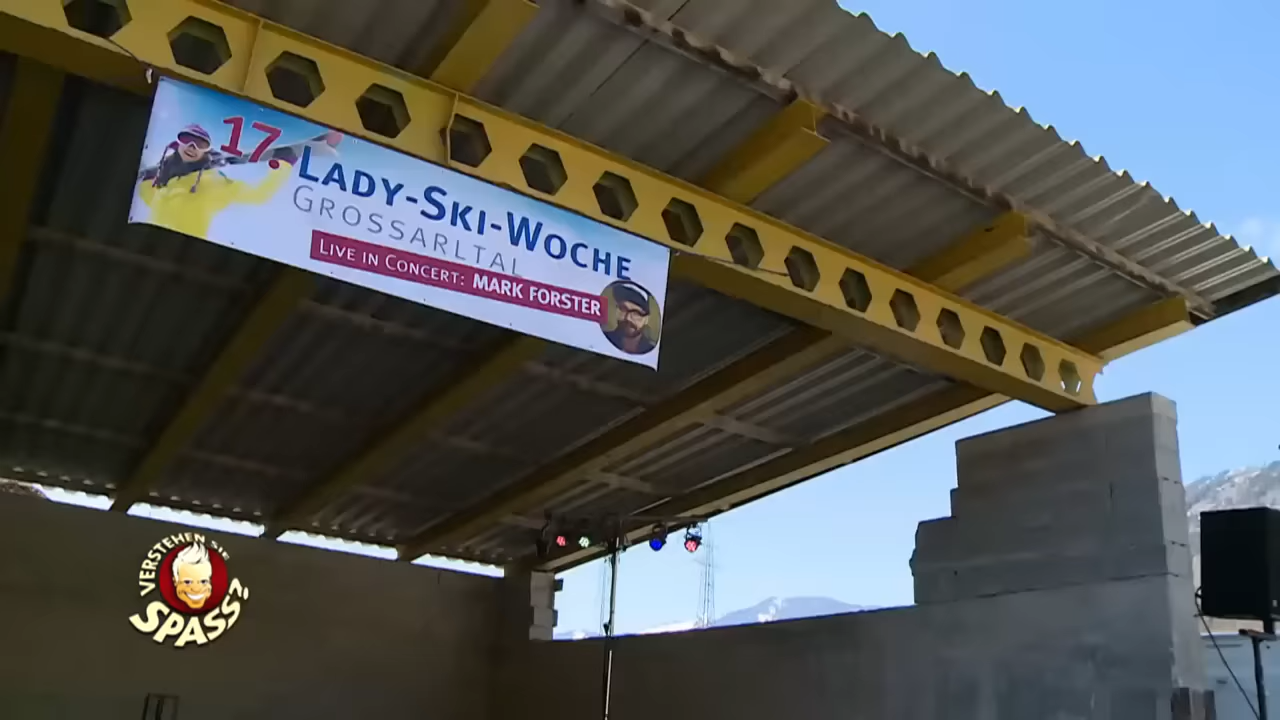 17.
LADY-SKI-WOCHE
GROSSARLTAL
LIVE IN CONCERT: MARK FORSTER
VERSTEHEN SIE
SPASS?